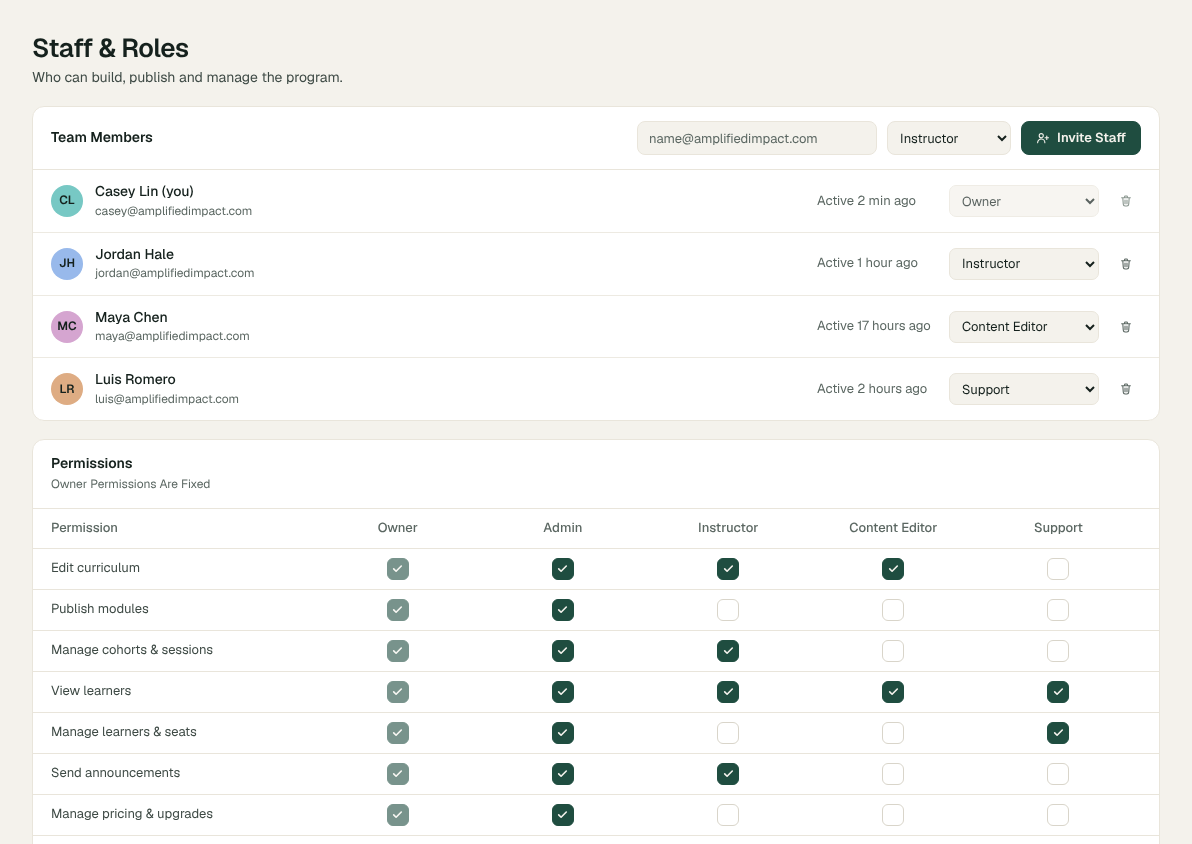 Staff & Roles
Who can build, publish and manage the program.
Team Members
name@amplifiedimpact.com
Instructor
Invite Staff
CL
Casey Lin (you)
casey@amplifiedimpact.com
Active 2 min ago
Owner
JH
Jordan Hale
jordan@amplifiedimpact.com
Active 1 hour ago
Instructor
MC
Maya Chen
maya@amplifiedimpact.com
Active 17 hours ago
Content Editor
LR
Luis Romero
luis@amplifiedimpact.com
Active 2 hours ago
Support
Permissions
Owner Permissions Are Fixed
Permission Owner Admin Instructor Content Editor Support
Edit curriculum
Publish modules
Manage cohorts & sessions
View learners
Manage learners & seats
Send announcements
Manage pricing & upgrades